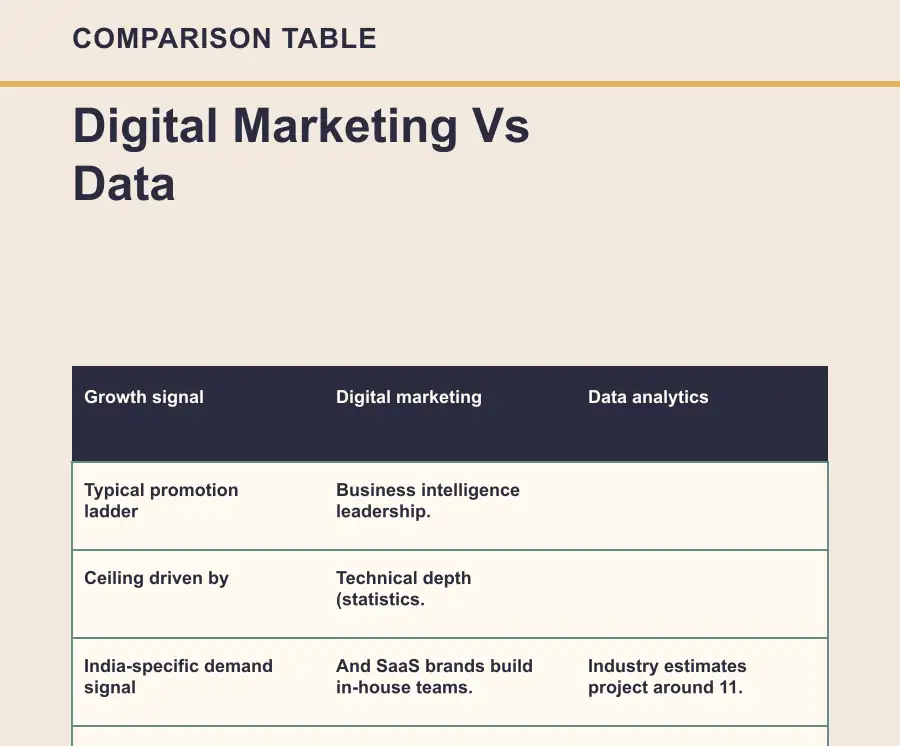 COMPARISON TABLE
Digital Marketing Vs
Data
Growth signal
Digital marketing
Data analytics
Typical promotion
ladder
Business intelligence
leadership.
Ceiling driven by
Technical depth
(statistics.
India-specific demand
signal
And SaaS brands build
in-house teams.
Industry estimates
project around 11.